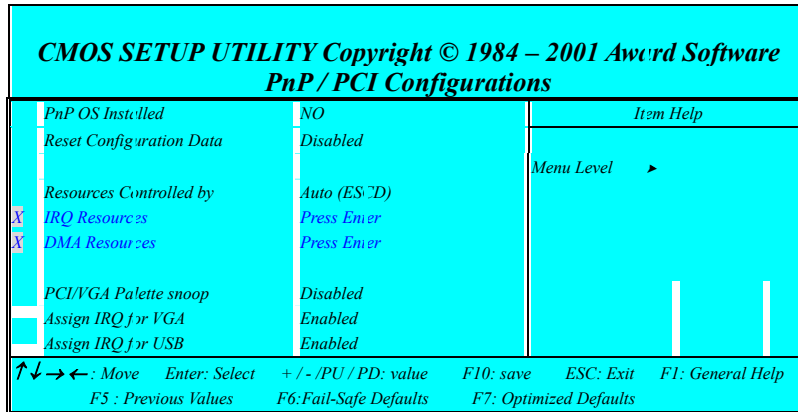 CMOS SETUP UTILITY Copyright © 1984 – 2001 Award Software
PnP / PCI Configurations
PnP OS Installed NO Item Help
Reset Configuration Data Disabled
Menu Level ➤
Resources Controlled by Auto (ESCD)
X IRQ Resources Press Enter
X DMA Resources Press Enter
PCI/VGA Palette snoop Disabled
Assign IRQ for VGA Enabled
Assign IRQ for USB Enabled
↑↓→←: Move Enter: Select + / - /PU / PD: value F10: save ESC: Exit F1: General Help
F5 : Previous Values F6:Fail-Safe Defaults F7: Optimized Defaults